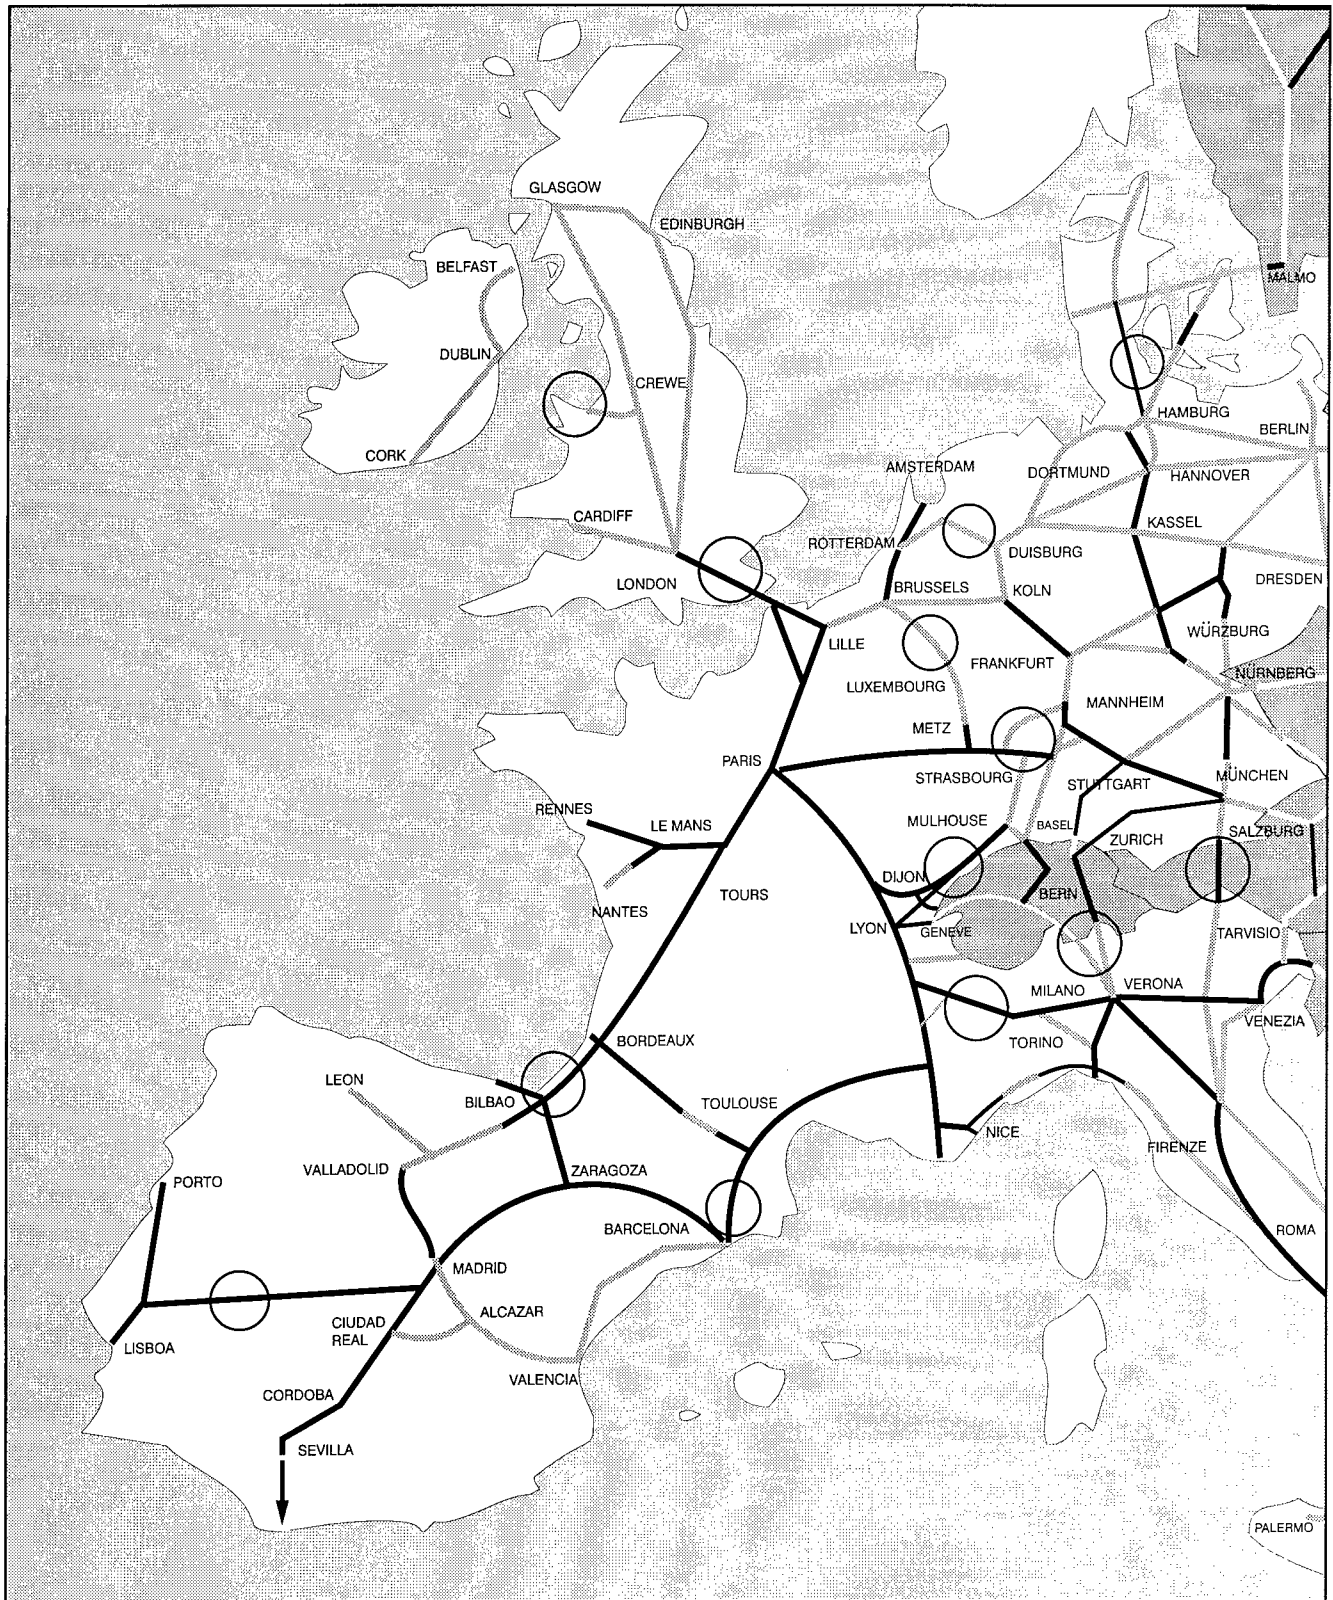 GLASGOW
EDINBURGH
BELFAST
MALMO
DUBLIN
CREWE
HAMBURG
BERLIN
CORK
AMSTERDAM
DORTMUND
HANNOVER
CARDIFF
KASSEL
ROTTERDAM
DUISBURG
LONDON
BRUSSELS
KOLN
DRESDEN
WÜRZBURG
LILLE
FRANKFURT
NÜRNBERG
LUXEMBOURG
MANNHEIM
METZ
PARIS
STRASBOURG
STUTTGART
MÜNCHEN
RENNES
LE MANS
MULHOUSE
BASEL
ZURICH
SALZBURG
DIJON
TOURS
BERN
NANTES
LYON
GENEVE
TARVISIO
MILANO
VERONA
VENEZIA
BORDEAUX
TORINO
LEON
BILBAO
TOULOUSE
NICE
FIRENZE
VALLADOLID
ZARAGOZA
PORTO
BARCELONA
ROMA
MADRID
ALCAZAR
CIUDAD
REAL
LISBOA
VALENCIA
CORDOBA
SEVILLA
PALERMO